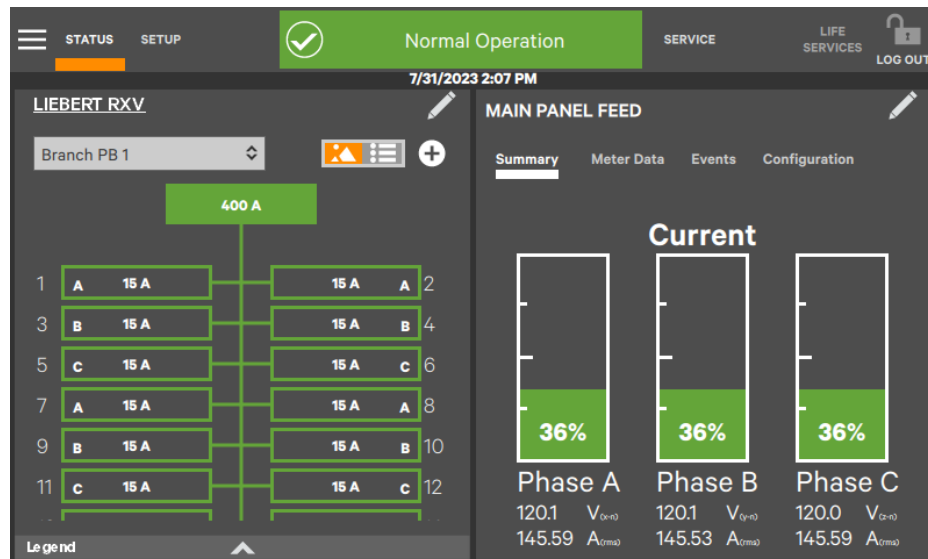 STATUS SETUP Normal Operation SERVICE LIFE SERVICES LOG OUT
7/31/2023 2:07 PM
LIEBERT RXV
Branch PB 1
400 A
1 A 15 A 15 A A 2
3 B 15 A 15 A B 4
5 C 15 A 15 A C 6
7 A 15 A 15 A A 8
9 B 15 A 15 A B 10
11 C 15 A 15 A C 12
Legend
MAIN PANEL FEED
Summary Meter Data Events Configuration
Current
36% 36% 36%
Phase A Phase B Phase C
120.1 V(x-n) 120.1 V(y-n) 120.0 V(z-n)
145.59 A(rms) 145.53 A(rms) 145.59 A(rms)